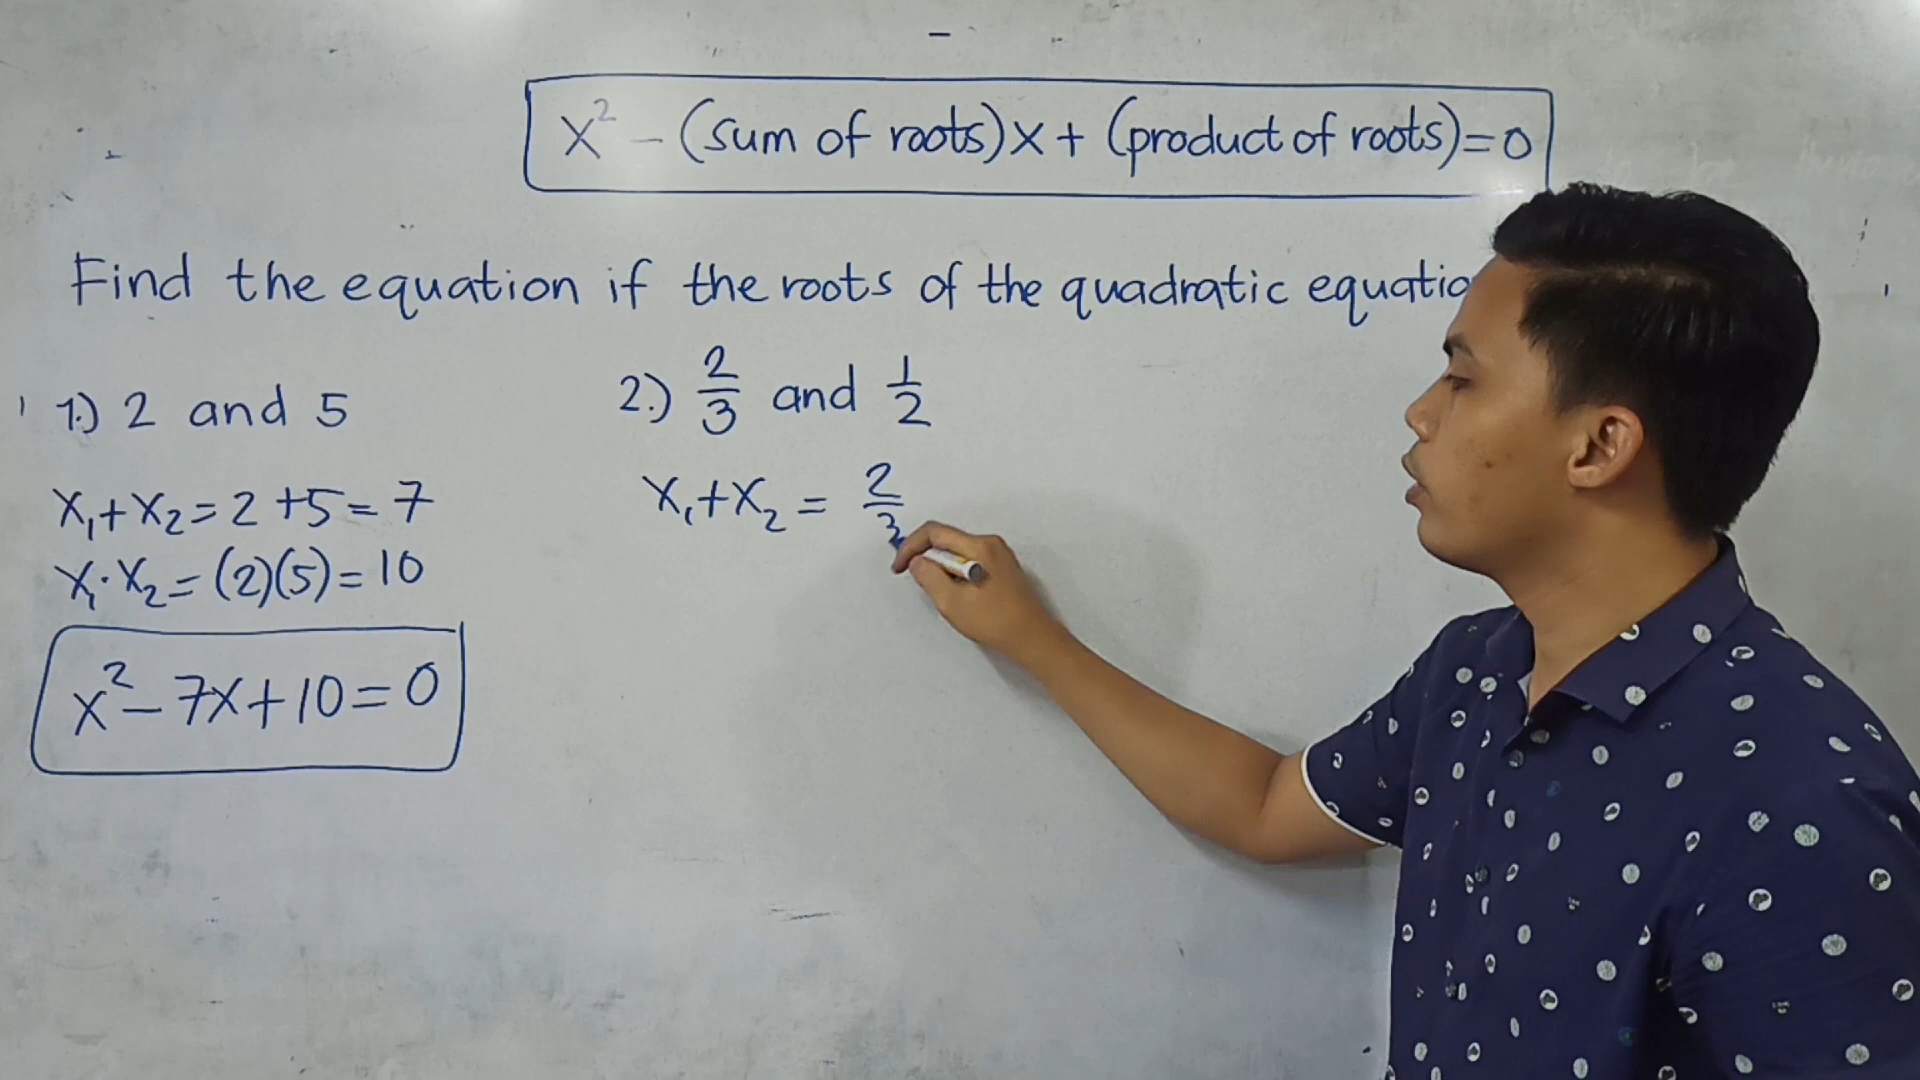 x² - (sum of roots)x + (product of roots) = 0
Find the equation if the roots of the quadratic
1.) 2 and 5
x₁ + x₂ = 2 + 5 = 7
x₁ · x₂ = (2)(5) = 10
x² - 7x + 10 = 0
2.) 2/3 and 1/2
x₁ + x₂ = 2/3